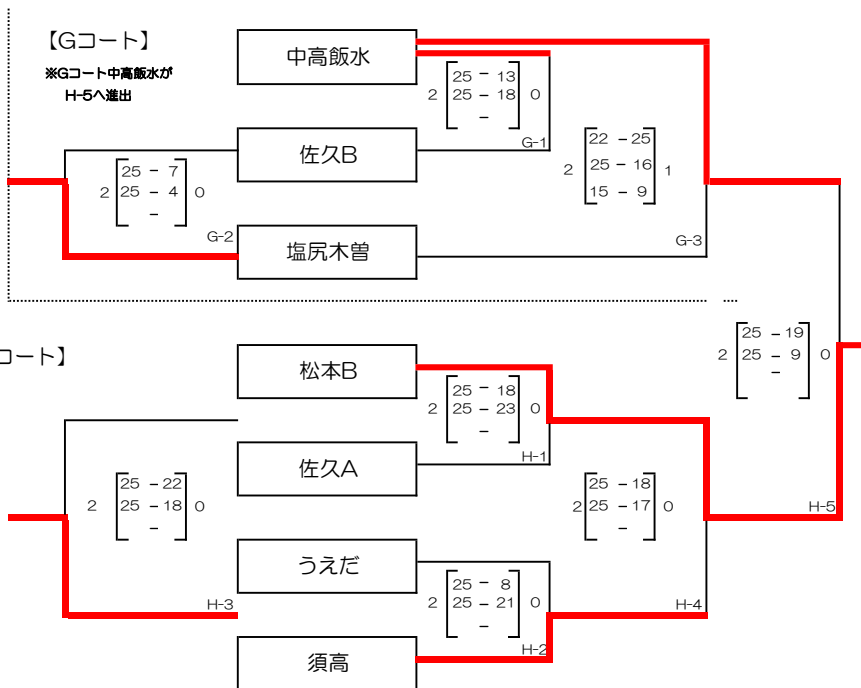 【Gコート】
※Gコート中高飯水が
H-5へ進出
中高飯水
25 - 13
2 25 - 18 0
-
G-1
佐久B
22 - 25
2 25 - 16 1
15 - 9
25 - 7
2 25 - 4 0
-
G-2
塩尻木曽
G-3
25 - 19
2 25 - 9 0
-
コート】
松本B
25 - 18
2 25 - 23 0
-
H-1
佐久A
25 - 22
2 25 - 18 0
-
25 - 18
2 25 - 17 0
-
H-5
うえだ
25 - 8
2 25 - 21 0
-
H-3
H-4
H-2
須高